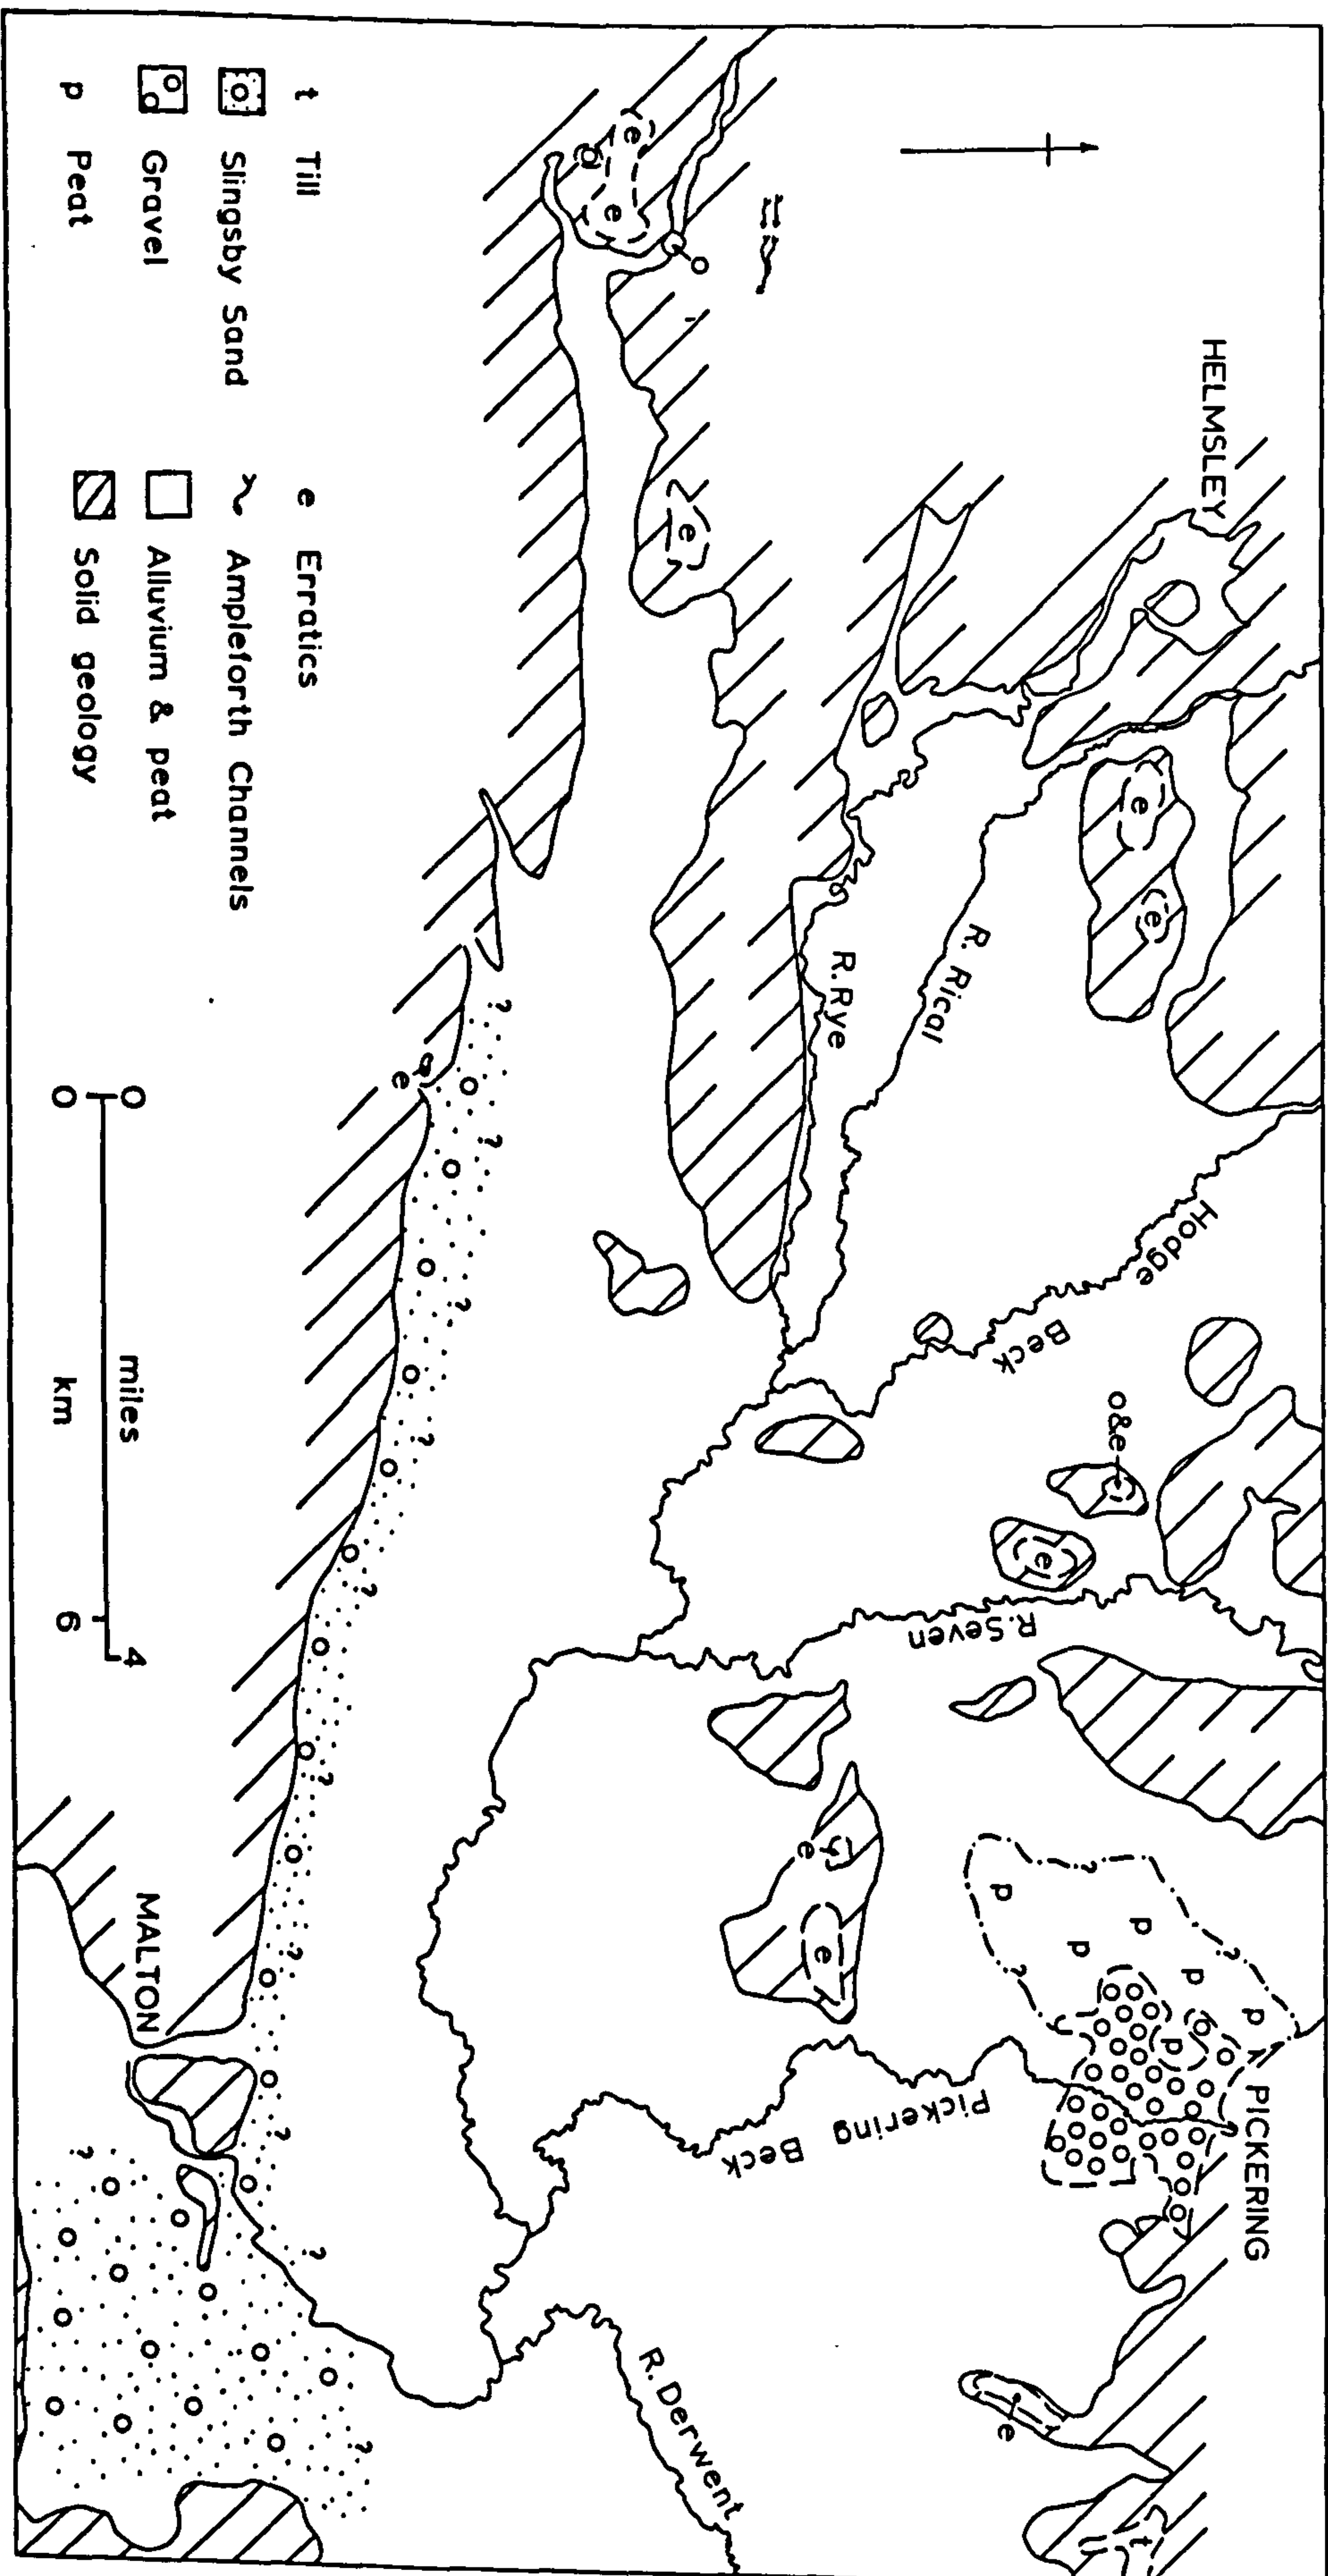 HELMSLEY
PICKERING
o
e
e
e
e
e
o&e
e
e
e
e
e
t
p
p
p
p
p
p
R. Rical
R. Rye
Hodge
Beck
R. Seven
Pickering Beck
R. Derwent
MALTON
? ? ? ? ? ? ? ? ? ? ? ? ? ?
t Till
Slingsby Sand
Gravel
p Peat
e Erratics
Ampleforth Channels
Alluvium & peat
Solid geology
0 miles 4
0 km 6